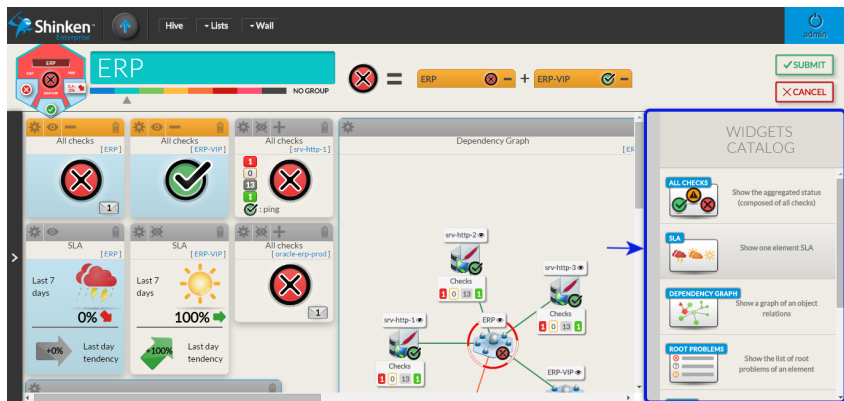 Shinken
Enterprise
Hive
Lists
Wall
admin
ERP
NO GROUP
=
ERP
+
ERP-VIP
SUBMIT
CANCEL
All checks
[ERP]
1
All checks
[ERP-VIP]
All checks
[srv-http-1]
1
0
13
1
: ping
SLA
[ERP]
Last 7
days
0%
+0%
Last day
tendency
SLA
[ERP-VIP]
Last 7
days
100%
+100%
Last day
tendency
All checks
[oracle-erp-prod]
1
Dependency Graph
[ER
srv-http-2
Checks
1 0 13 1
srv-http-3
Checks
1 0 13 1
srv-http-1
Checks
1 0 13 1
ERP
ERP-VIP
WIDGETS
CATALOG
ALL CHECKS
Show the aggregated status
(composed of all checks)
SLA
Show one element SLA
DEPENDENCY GRAPH
Show a graph of an object
relations
ROOT PROBLEMS
Show the list of root
problems of an element